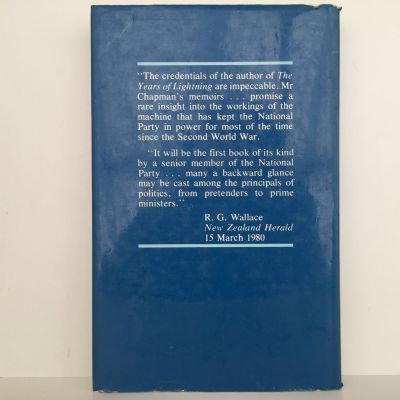 "The credentials of the author of The
Years of Lightning are impeccable. Mr
Chapman's memoirs . . . promise a
rare insight into the workings of the
machine that has kept the National
Party in power for most of the time
since the Second World War.
"It will be the first book of its kind
by a senior member of the National
Party . . . many a backward glance
may be cast among the principals of
politics, from pretenders to prime
ministers."
R. G. Wallace
New Zealand Herald
15 March 1980